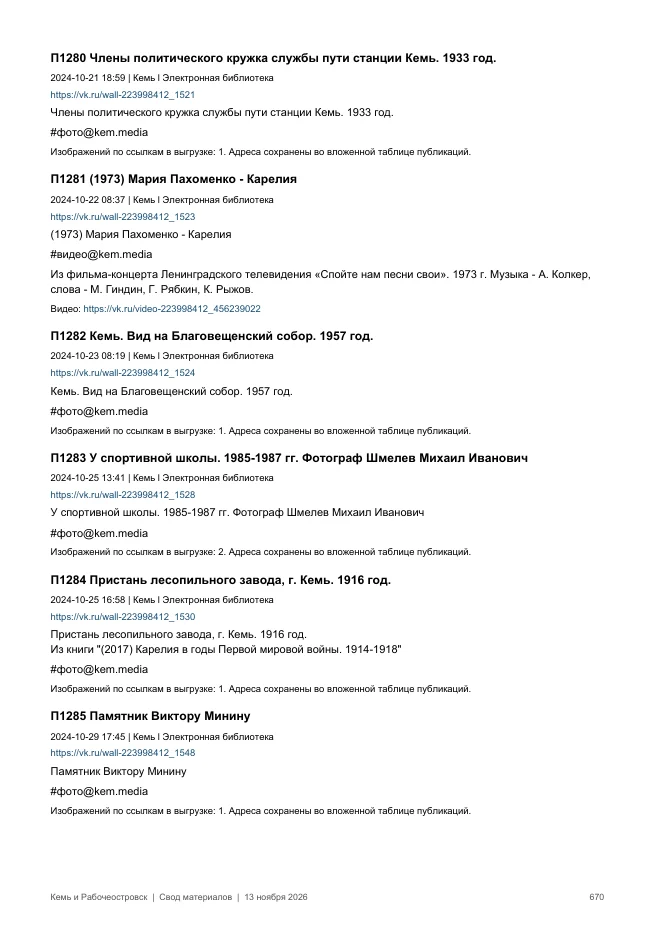 П1280 Члены политического кружка службы пути станции Кемь. 1933 год.
2024-10-21 18:59 | Кемь I Электронная библиотека
https://vk.ru/wall-223998412_1521
Члены политического кружка службы пути станции Кемь. 1933 год.
#фото@kem.media
Изображений по ссылкам в выгрузке: 1. Адреса сохранены во вложенной таблице публикаций.
П1281 (1973) Мария Пахоменко - Карелия
2024-10-22 08:37 | Кемь I Электронная библиотека
https://vk.ru/wall-223998412_1523
(1973) Мария Пахоменко - Карелия
#видео@kem.media
Из фильма-концерта Ленинградского телевидения «Спойте нам песни свои». 1973 г. Музыка - А. Колкер,
слова - М. Гиндин, Г. Рябкин, К. Рыжов.
Видео: https://vk.ru/video-223998412_456239022
П1282 Кемь. Вид на Благовещенский собор. 1957 год.
2024-10-23 08:19 | Кемь I Электронная библиотека
https://vk.ru/wall-223998412_1524
Кемь. Вид на Благовещенский собор. 1957 год.
#фото@kem.media
Изображений по ссылкам в выгрузке: 1. Адреса сохранены во вложенной таблице публикаций.
П1283 У спортивной школы. 1985-1987 гг. Фотограф Шмелев Михаил Иванович
2024-10-25 13:41 | Кемь I Электронная библиотека
https://vk.ru/wall-223998412_1528
У спортивной школы. 1985-1987 гг. Фотограф Шмелев Михаил Иванович
#фото@kem.media
Изображений по ссылкам в выгрузке: 2. Адреса сохранены во вложенной таблице публикаций.
П1284 Пристань лесопильного завода, г. Кемь. 1916 год.
2024-10-25 16:58 | Кемь I Электронная библиотека
https://vk.ru/wall-223998412_1530
Пристань лесопильного завода, г. Кемь. 1916 год.
Из книги "(2017) Карелия в годы Первой мировой войны. 1914-1918"
#фото@kem.media
Изображений по ссылкам в выгрузке: 1. Адреса сохранены во вложенной таблице публикаций.
П1285 Памятник Виктору Минину
2024-10-29 17:45 | Кемь I Электронная библиотека
https://vk.ru/wall-223998412_1548
Памятник Виктору Минину
#фото@kem.media
Изображений по ссылкам в выгрузке: 1. Адреса сохранены во вложенной таблице публикаций.
Кемь и Рабочеостровск | Свод материалов | 13 ноября 2026 670